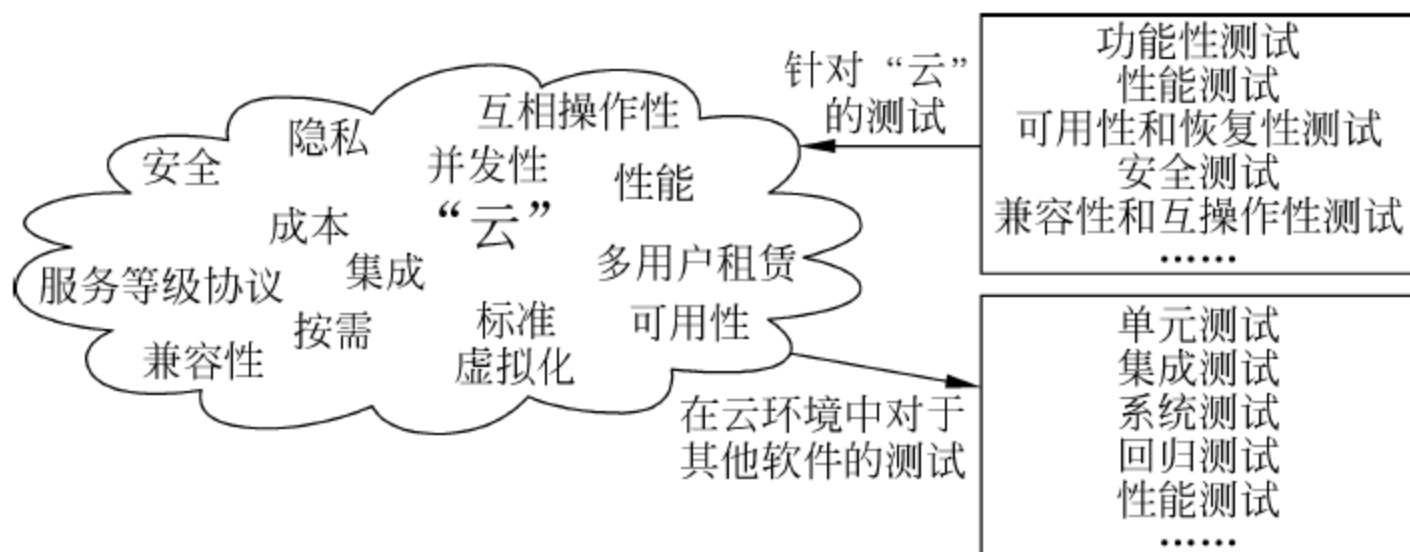 互相操作性
隐私
安全
并发性
性能
“云”
成本
服务等级协议
集成
多用户租赁
按需
标准
可用性
兼容性
虚拟化
针对“云”
的测试
功能性测试
性能测试
可用性和恢复性测试
安全测试
兼容性和互操作性测试
……
在云环境中对于
其他软件的测试
单元测试
集成测试
系统测试
回归测试
性能测试
……